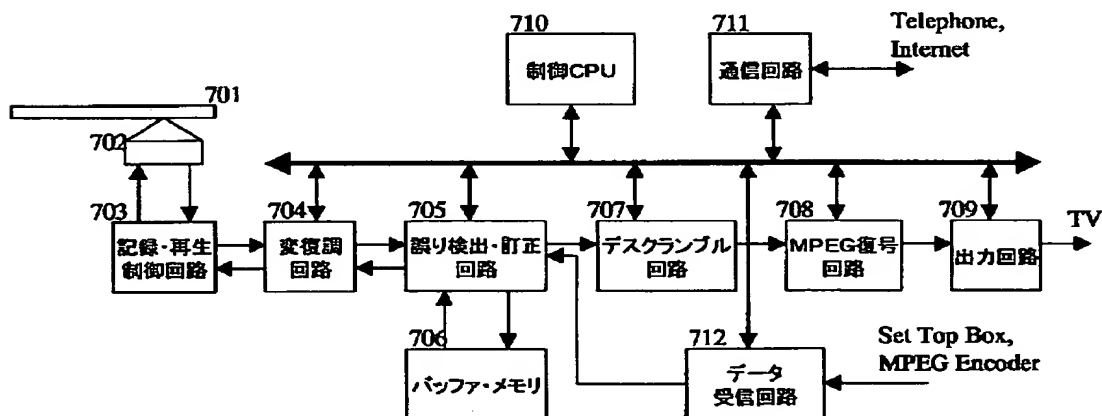 710
711
Telephone,
Internet
制御CPU
通信回路
701
702
703
704
705
707
708
709
TV
記録・再生
制御回路
変復調
回路
誤り検出・訂正
回路
デスクランブル
回路
MPEG復号
回路
出力回路
706
712
Set Top Box,
MPEG Encoder
バッファ・メモリ
データ
受信回路